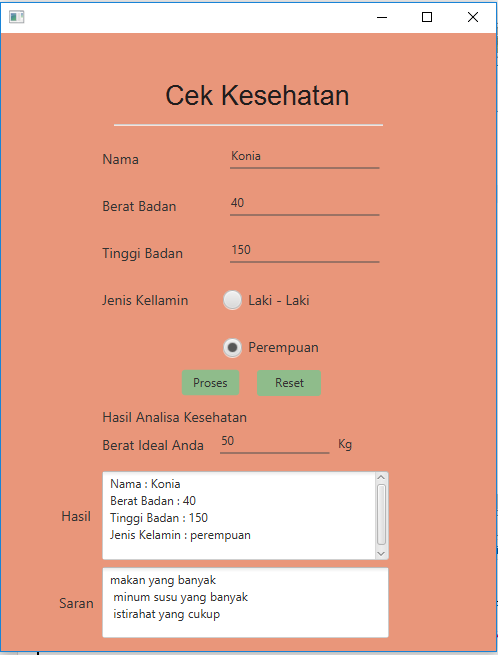 Cek Kesehatan
Nama Konia
Berat Badan 40
Tinggi Badan 150
Jenis Kellamin Laki - Laki
Perempuan
Proses Reset
Hasil Analisa Kesehatan
Berat Ideal Anda 50 Kg
Hasil
Nama : Konia
Berat Badan : 40
Tinggi Badan : 150
Jenis Kelamin : perempuan
Saran
makan yang banyak
minum susu yang banyak
istirahat yang cukup